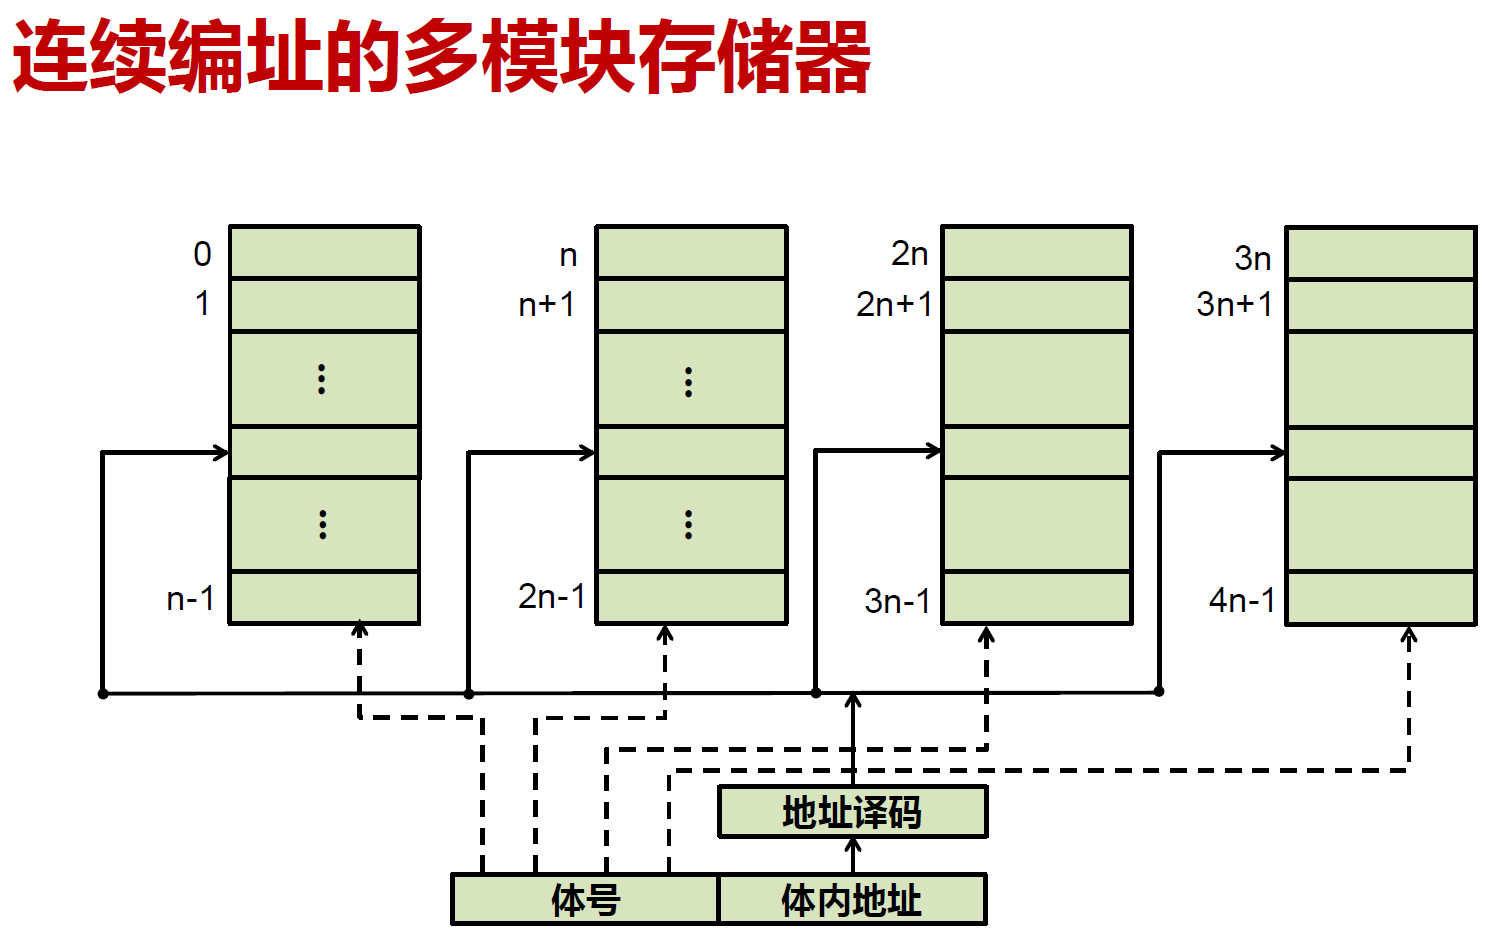 连续编址的多模块存储器
0 n 2n 3n
1 n+1 2n+1 3n+1
⋮ ⋮
⋮ ⋮
n-1 2n-1 3n-1 4n-1
地址译码
体号 体内地址